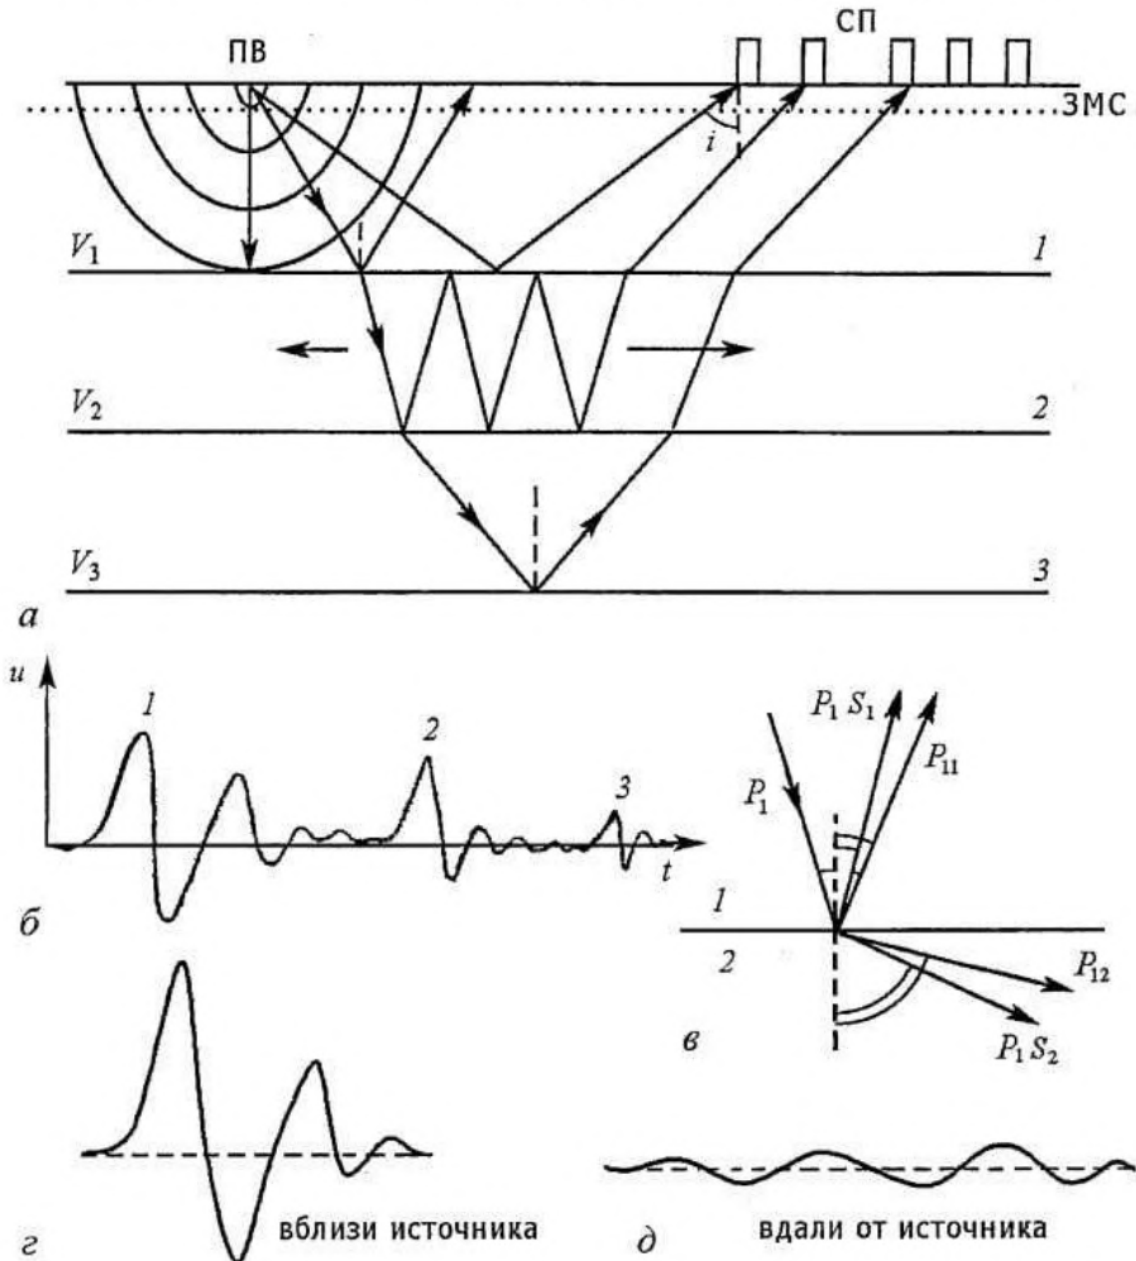 ПВ
СП
ЗМС
i
V₁
1
V₂
2
V₃
3
а
u
1
2
3
t
б
P₁ S₁
P₁₁
P₁
1
2
P₁₂
P₁ S₂
в
вблизи источника
г
вдали от источника
д